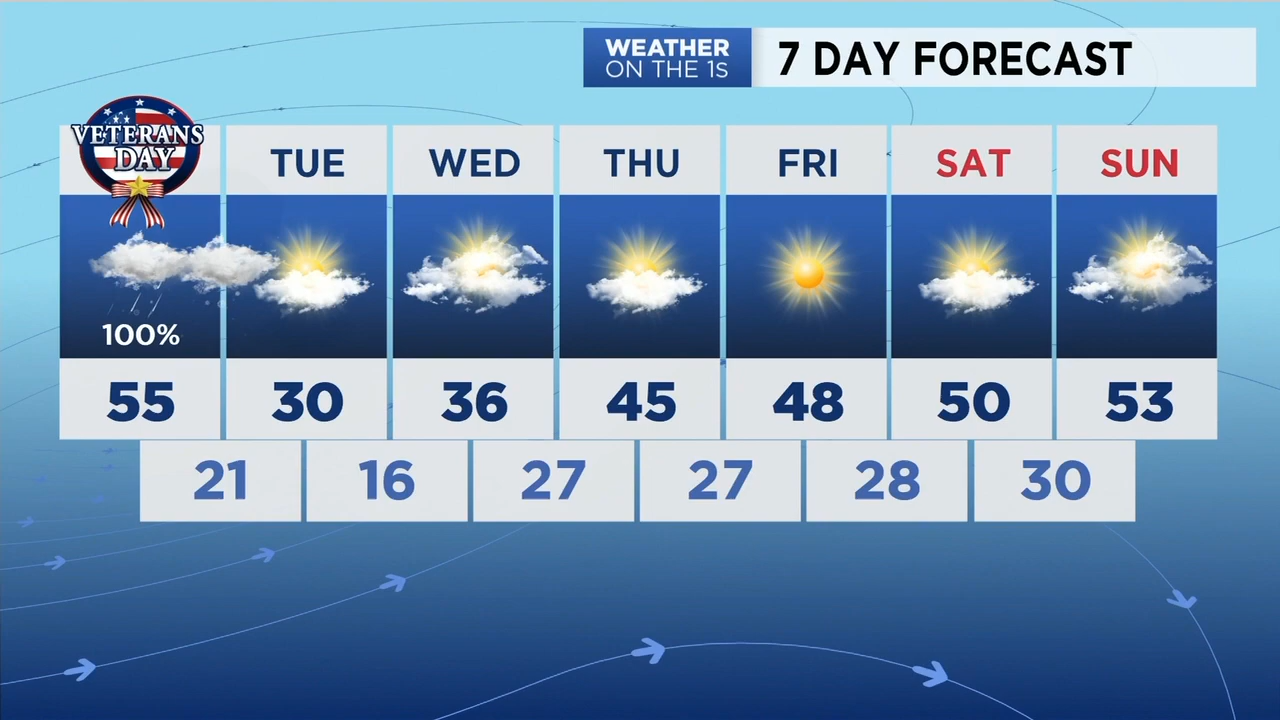 WEATHER
ON THE 1S
7 DAY FORECAST
VETERANS
DAY
TUE
WED
THU
FRI
SAT
SUN
100%
55
30
36
45
48
50
53
21
16
27
27
28
30